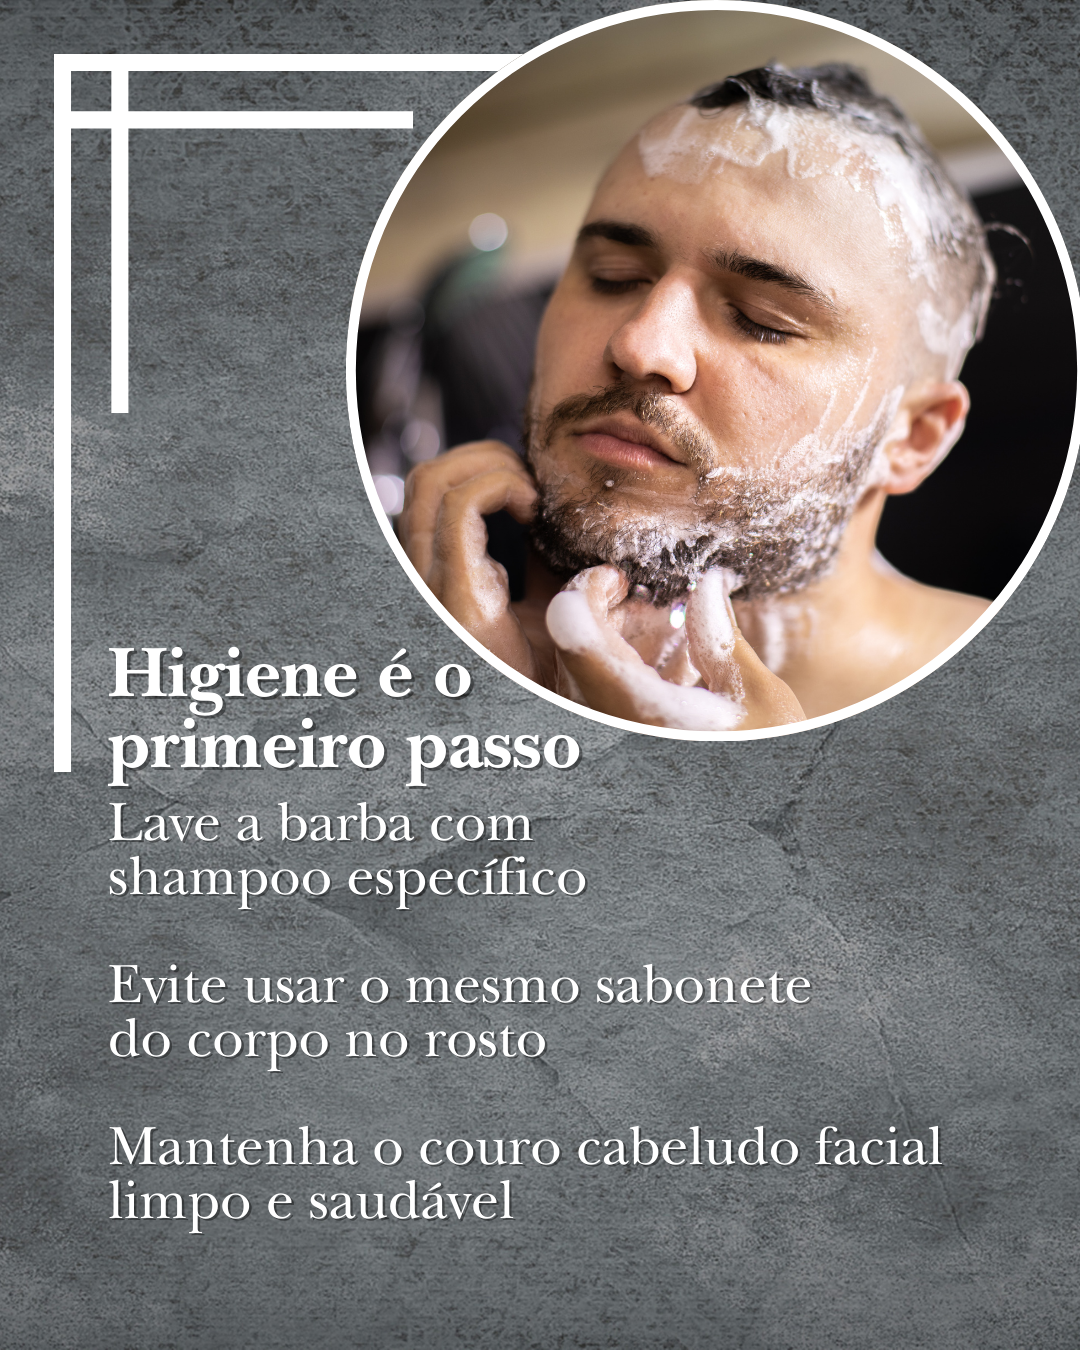 Higiene é o
primeiro passo
Lave a barba com
shampoo específico
Evite usar o mesmo sabonete
do corpo no rosto
Mantenha o couro cabeludo facial
limpo e saudável